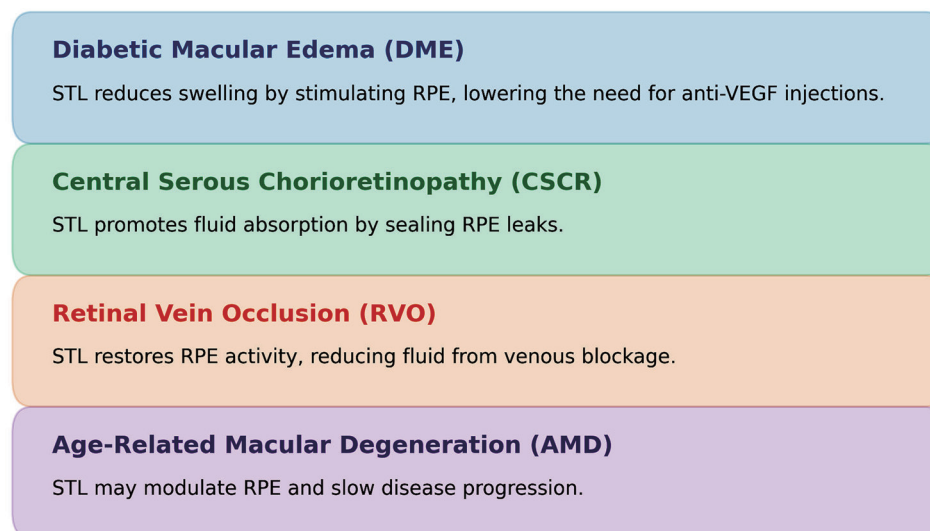 Diabetic Macular Edema (DME)
STL reduces swelling by stimulating RPE, lowering the need for anti-VEGF injections.
Central Serous Chorioretinopathy (CSCR)
STL promotes fluid absorption by sealing RPE leaks.
Retinal Vein Occlusion (RVO)
STL restores RPE activity, reducing fluid from venous blockage.
Age-Related Macular Degeneration (AMD)
STL may modulate RPE and slow disease progression.